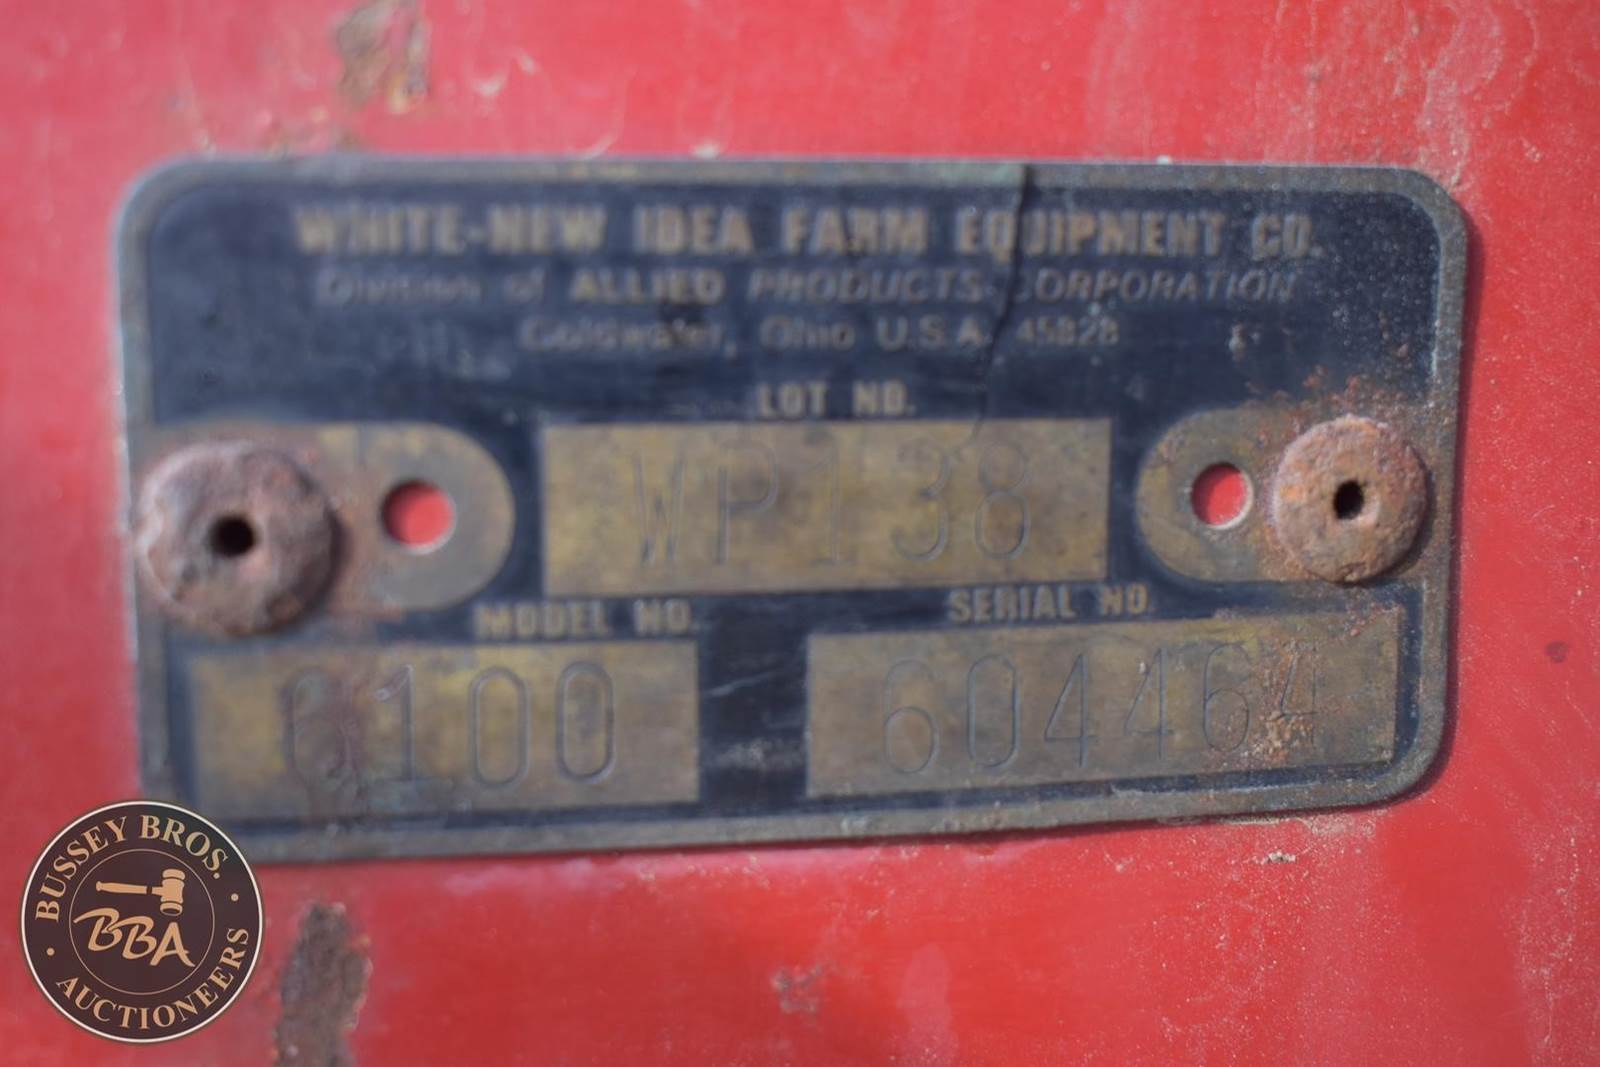 WHITE-NEW IDEA FARM EQUIPMENT CO.
Division of ALLIED PRODUCTS CORPORATION
Coldwater, Ohio U.S.A. 45828
LOT NO.
WP138
MODEL NO. SERIAL NO.
6100 604464
BUSSEY BROS.
BBA
AUCTIONEERS